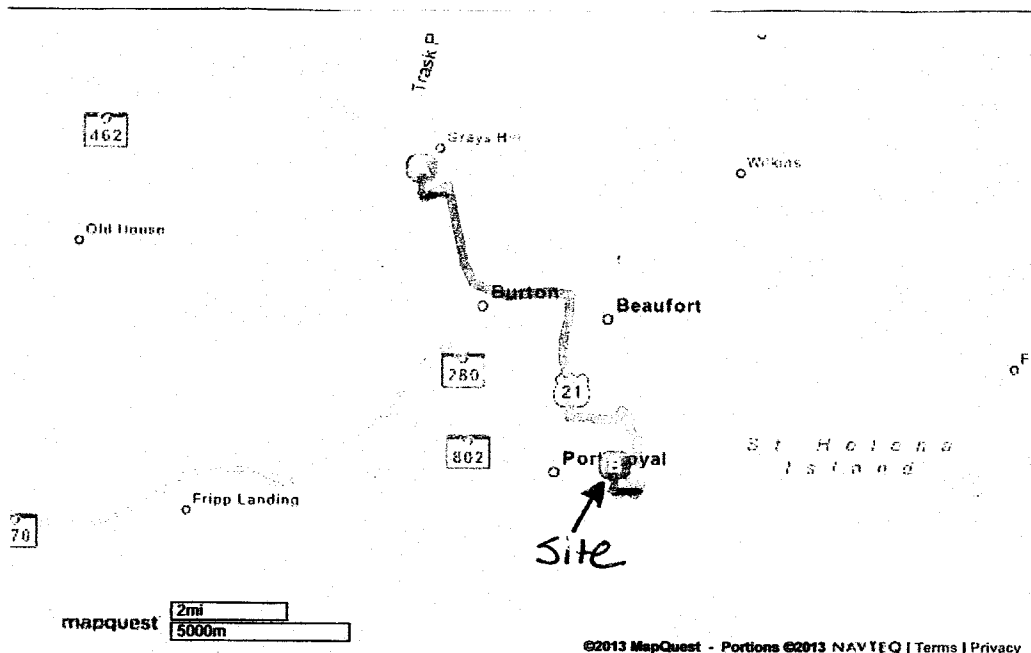 Trask P
Grays Hil
462
Wilkins
Old House
Burton
Beaufort
280
F
21
802
Port Royal
St Helena
Island
Fripp Landing
70
Site
mapquest
2mi
5000m
©2013 MapQuest - Portions ©2013 NAVTEQ | Terms | Privacy